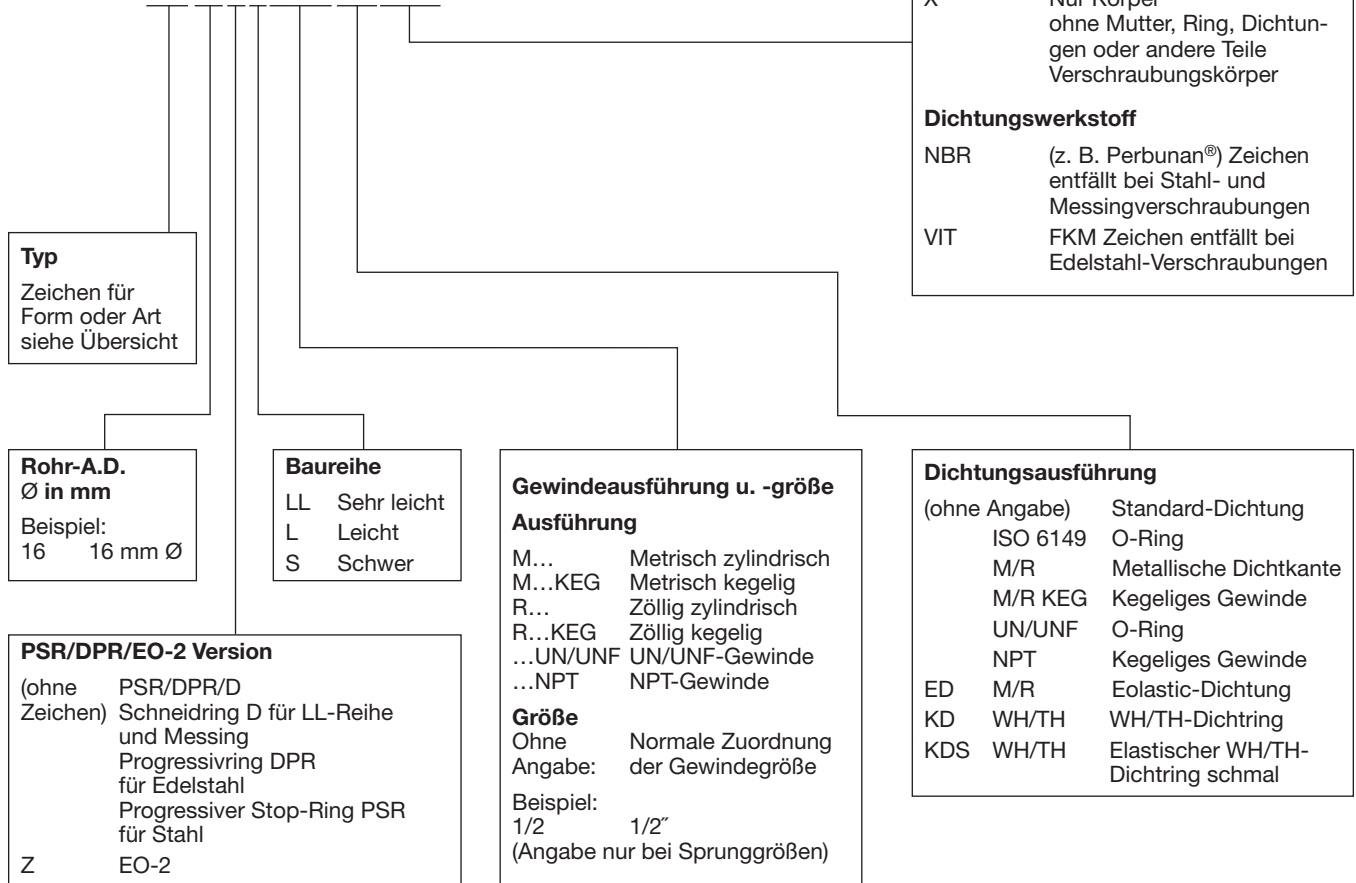 X Nur Körper
ohne Mutter, Ring, Dichtun-
gen oder andere Teile
Verschraubungskörper
Dichtungswerkstoff
NBR (z. B. Perbunan®) Zeichen
entfällt bei Stahl- und
Messingverschraubungen
VIT FKM Zeichen entfällt bei
Edelstahl-Verschraubungen
Typ
Zeichen für
Form oder Art
siehe Übersicht
Rohr-A.D.
Ø in mm
Beispiel:
16 16 mm Ø
Baureihe
LL Sehr leicht
L Leicht
S Schwer
PSR/DPR/EO-2 Version
(ohne PSR/DPR/D
Zeichen) Schneidring D für LL-Reihe
und Messing
Progressivring DPR
für Edelstahl
Progressiver Stop-Ring PSR
für Stahl
Z EO-2
Gewindeausführung u. -größe
Ausführung
M… Metrisch zylindrisch
M…KEG Metrisch kegelig
R… Zöllig zylindrisch
R…KEG Zöllig kegelig
…UN/UNF UN/UNF-Gewinde
…NPT NPT-Gewinde
Größe
Ohne Normale Zuordnung
Angabe: der Gewindegröße
Beispiel:
1/2 1/2˝
(Angabe nur bei Sprunggrößen)
Dichtungsausführung
(ohne Angabe) Standard-Dichtung
ISO 6149 O-Ring
M/R Metallische Dichtkante
M/R KEG Kegeliges Gewinde
UN/UNF O-Ring
NPT Kegeliges Gewinde
ED M/R Eolastic-Dichtung
KD WH/TH WH/TH-Dichtring
KDS WH/TH Elastischer WH/TH-
Dichtring schmal